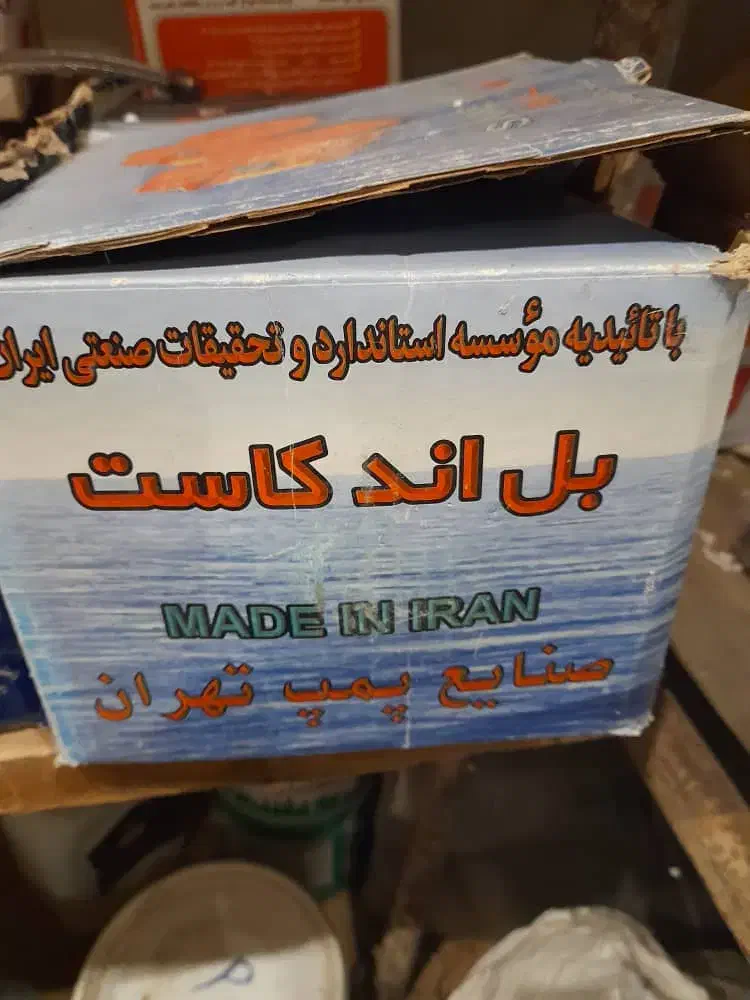 با تائیدیه مؤسسه استاندارد و تحقیقات صنعتی ایران
بل اند کاست
MADE IN IRAN
صنایع پمپ تهران